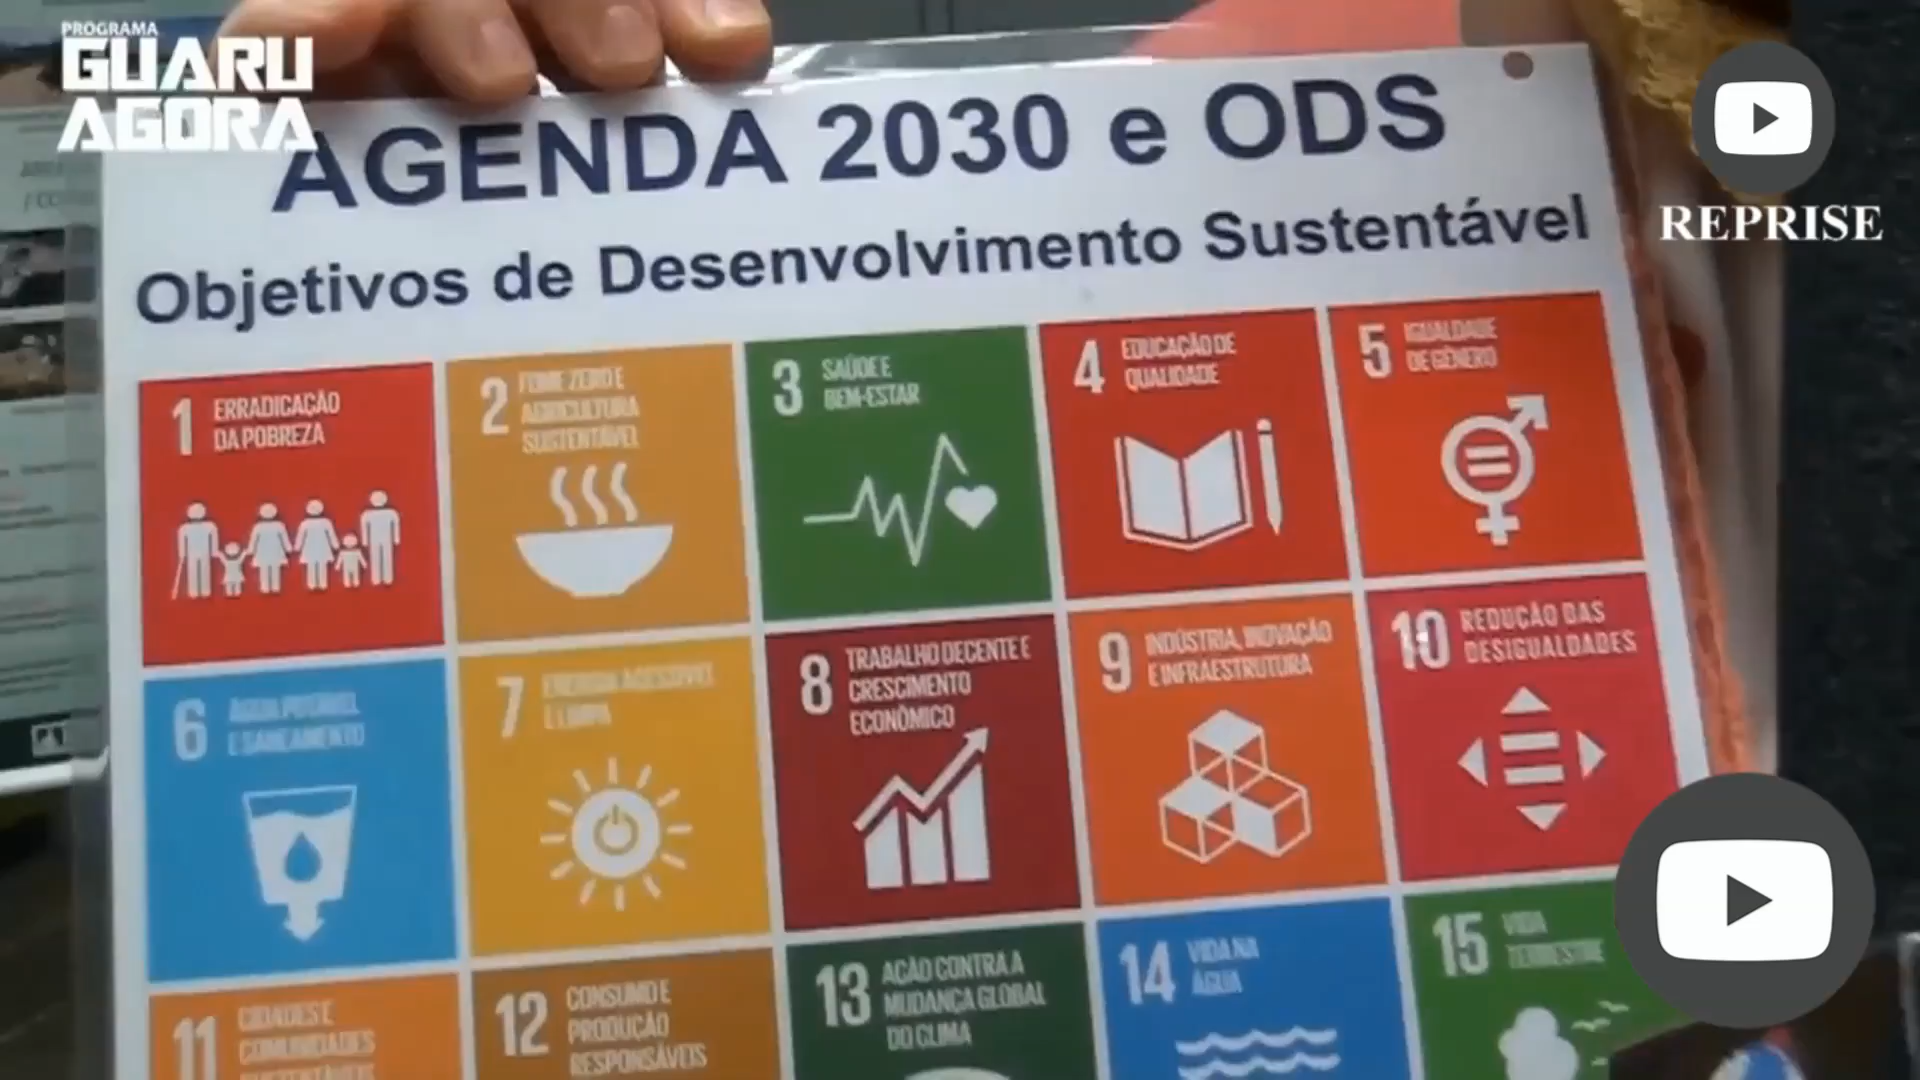 PROGRAMA
GUARU
AGORA
REPRISE
AGENDA 2030 e ODS
Objetivos de Desenvolvimento Sustentável
1 ERRADICAÇÃO
DA POBREZA
2 FOME ZERO E
AGRICULTURA
SUSTENTÁVEL
3 SAÚDE E
BEM-ESTAR
4 EDUCAÇÃO DE
QUALIDADE
5 IGUALDADE
DE GÊNERO
6 ÁGUA POTÁVEL
E SANEAMENTO
7 ENERGIA ACESSÍVEL
E LIMPA
8 TRABALHO DECENTE E
CRESCIMENTO
ECONÔMICO
9 INDÚSTRIA, INOVAÇÃO
E INFRAESTRUTURA
10 REDUÇÃO DAS
DESIGUALDADES
11 CIDADES E
COMUNIDADES
SUSTENTÁVEIS
12 CONSUMO E
PRODUÇÃO
RESPONSÁVEIS
13 AÇÃO CONTRA A
MUDANÇA GLOBAL
DO CLIMA
14 VIDA NA
ÁGUA
15 VIDA
TERRESTRE